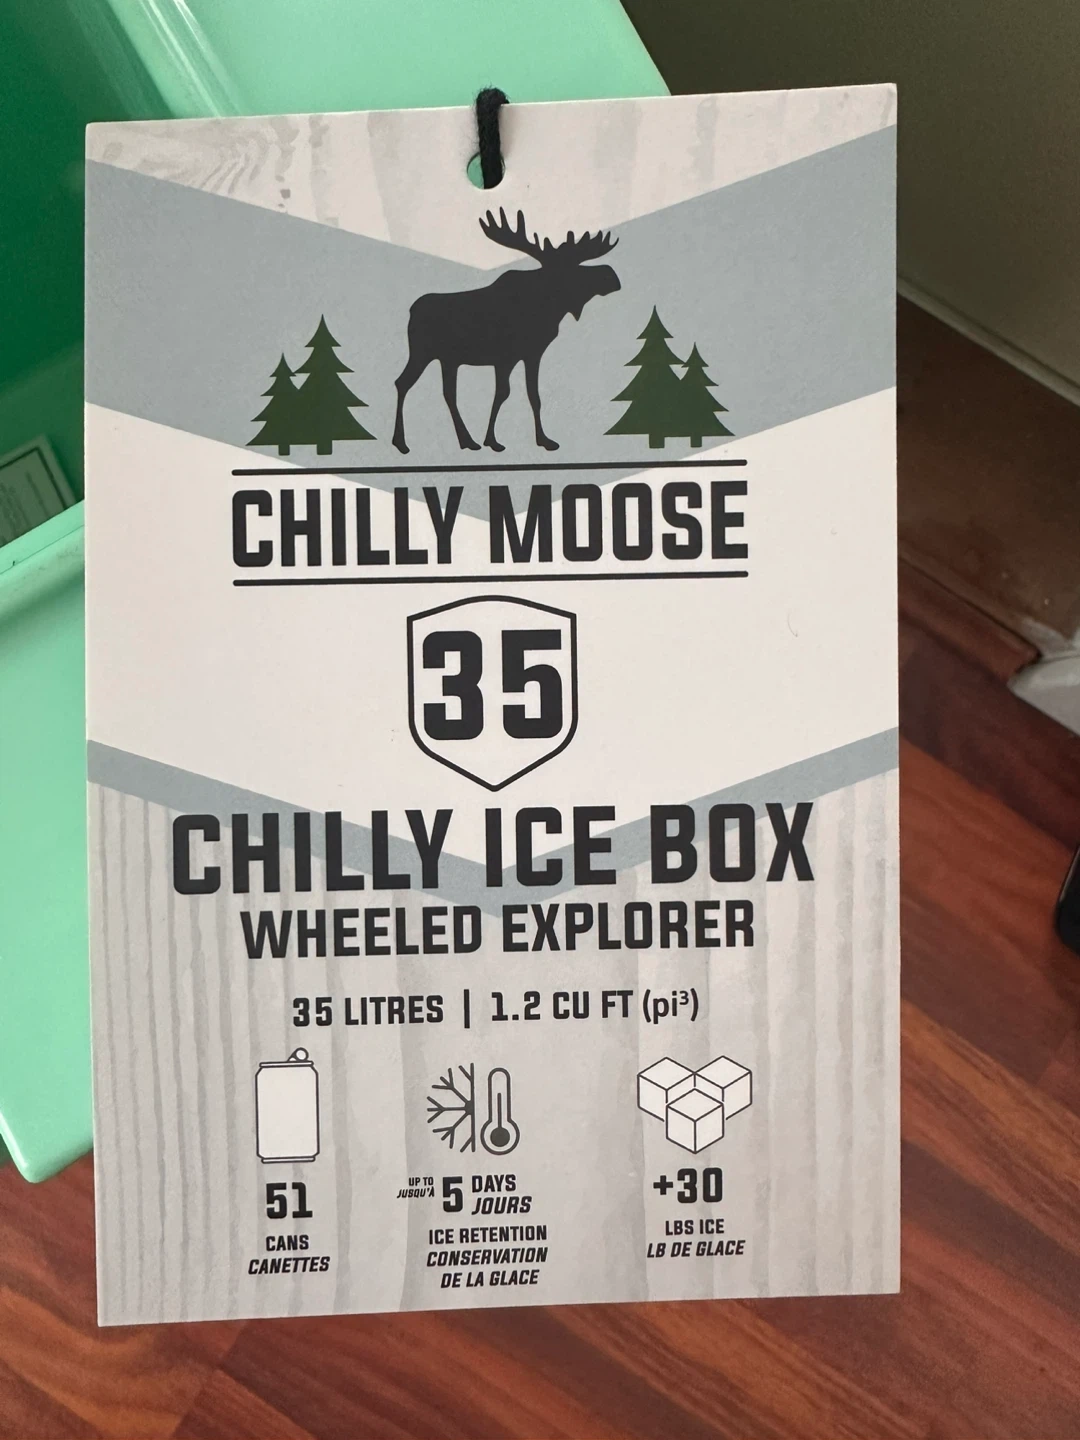 CHILLY MOOSE
35
CHILLY ICE BOX
WHEELED EXPLORER
35 LITRES | 1.2 CU FT (pi³)
51
CANS
CANETTES
UP TO
JUSQU'À
5 DAYS
JOURS
ICE RETENTION
CONSERVATION
DE LA GLACE
+30
LBS ICE
LB DE GLACE